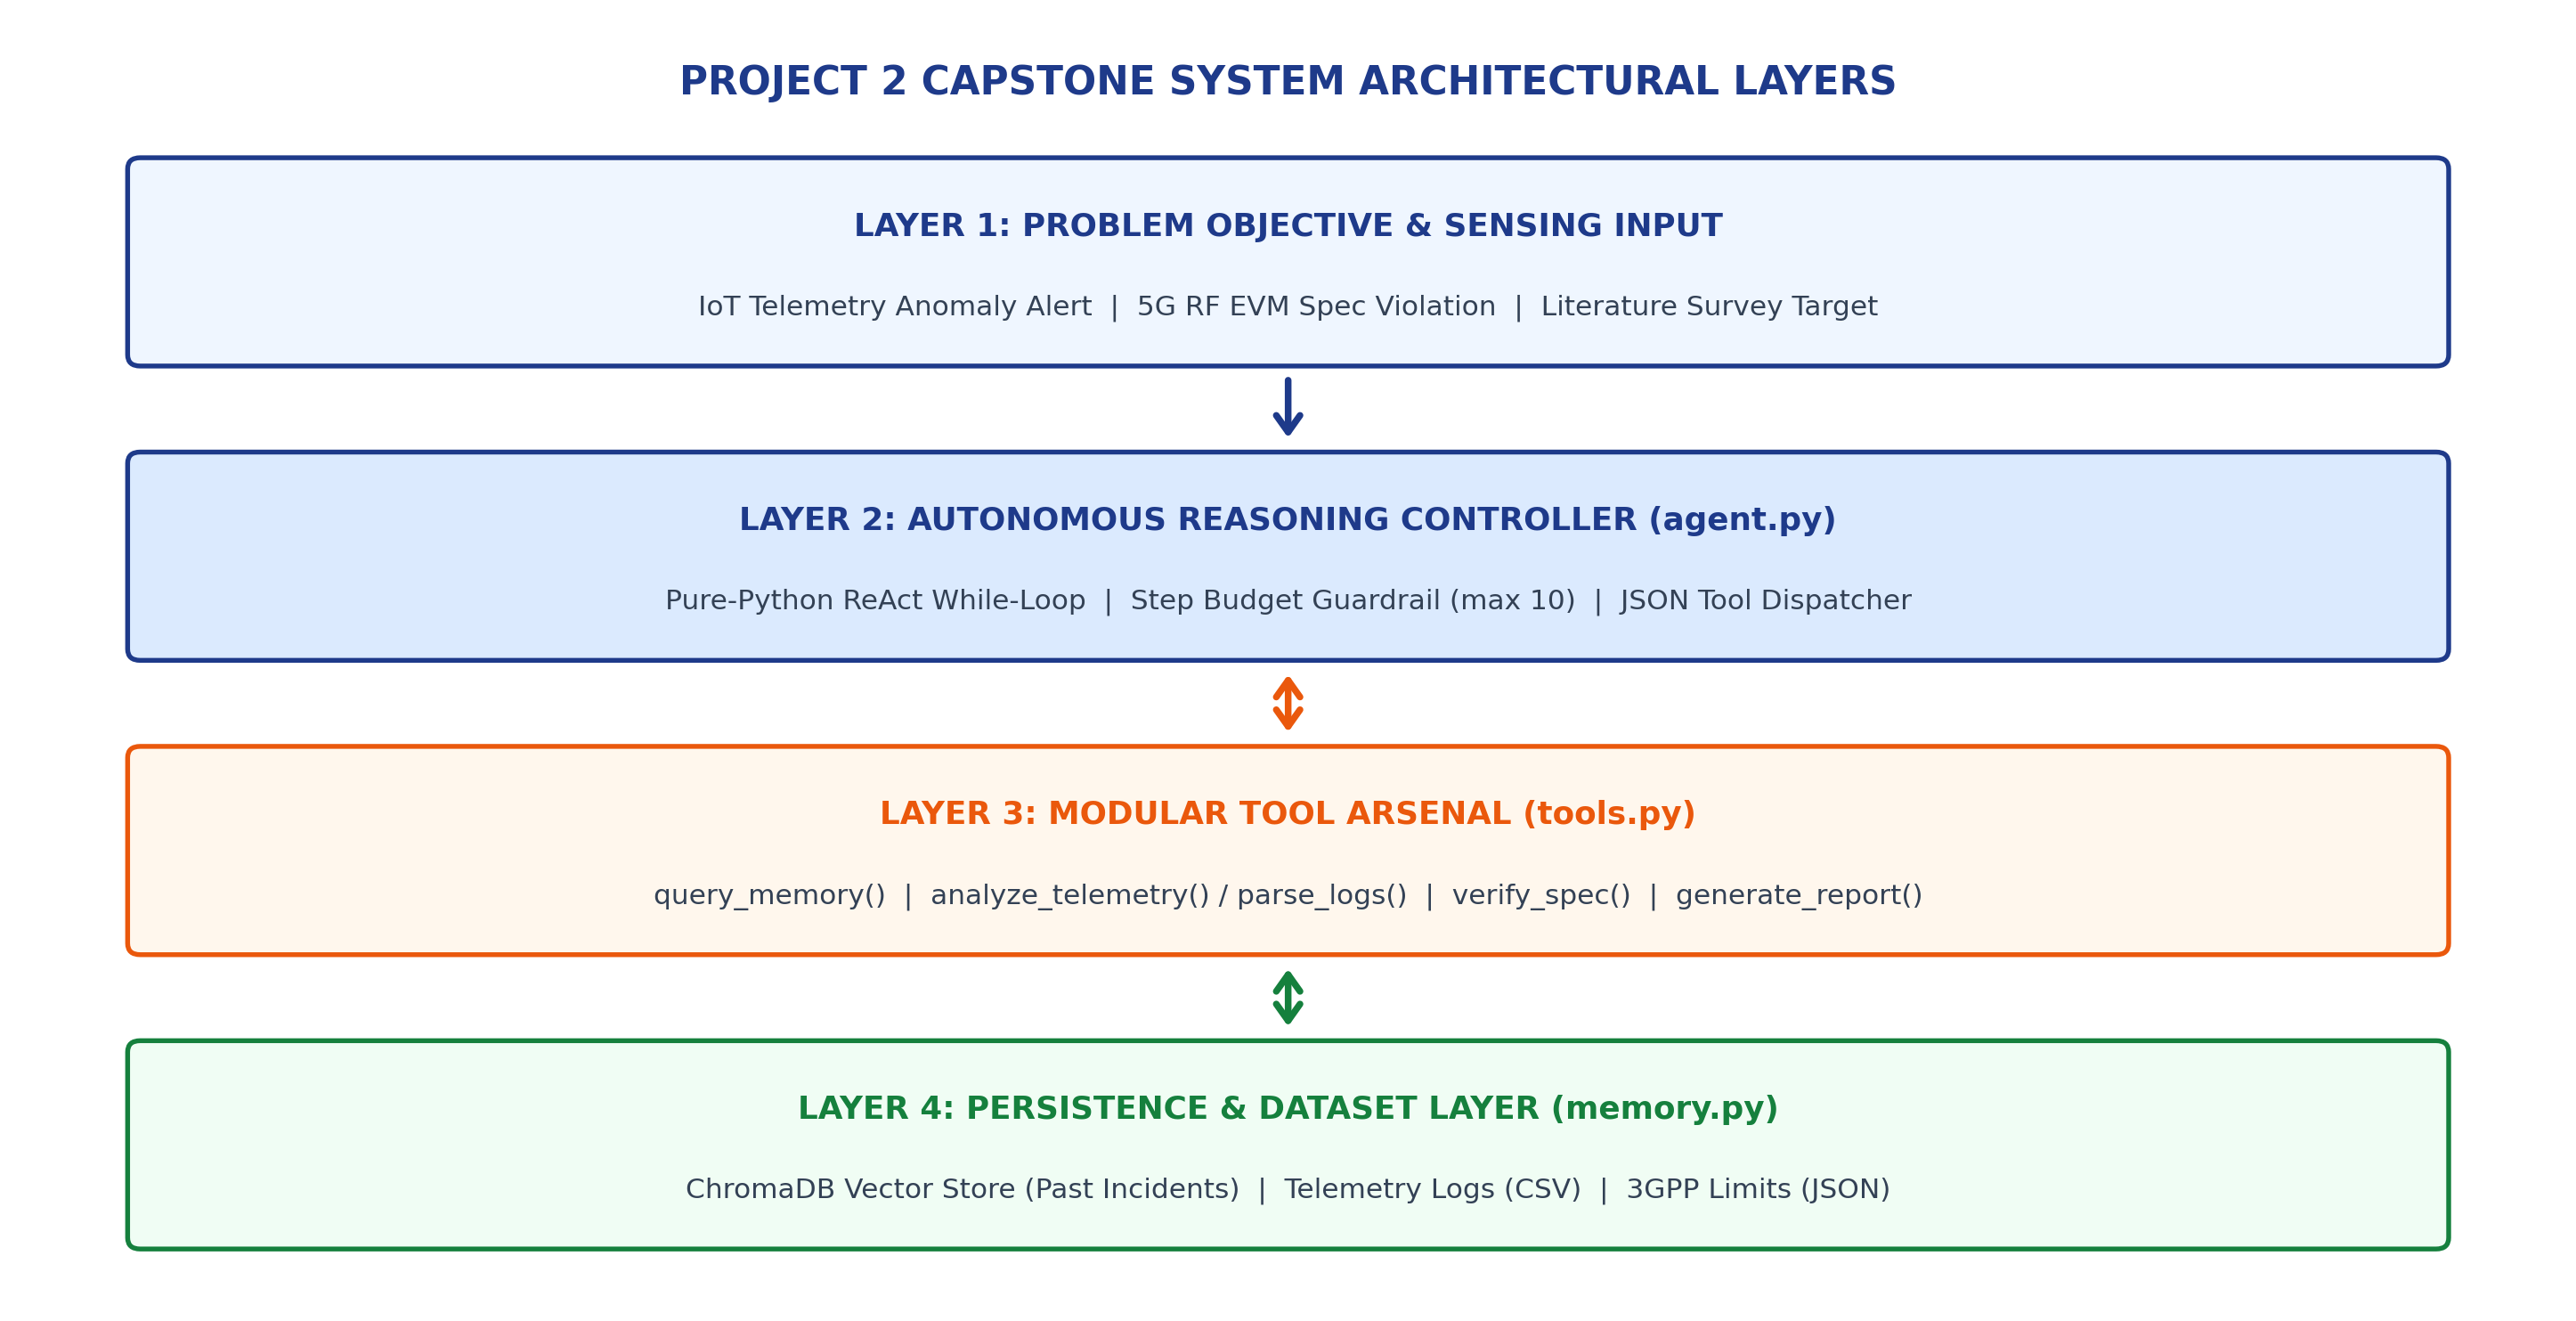 PROJECT 2 CAPSTONE SYSTEM ARCHITECTURAL LAYERS
LAYER 1: PROBLEM OBJECTIVE & SENSING INPUT
IoT Telemetry Anomaly Alert | 5G RF EVM Spec Violation | Literature Survey Target
LAYER 2: AUTONOMOUS REASONING CONTROLLER (agent.py)
Pure-Python ReAct While-Loop | Step Budget Guardrail (max 10) | JSON Tool Dispatcher
LAYER 3: MODULAR TOOL ARSENAL (tools.py)
query_memory() | analyze_telemetry() / parse_logs() | verify_spec() | generate_report()
LAYER 4: PERSISTENCE & DATASET LAYER (memory.py)
ChromaDB Vector Store (Past Incidents) | Telemetry Logs (CSV) | 3GPP Limits (JSON)